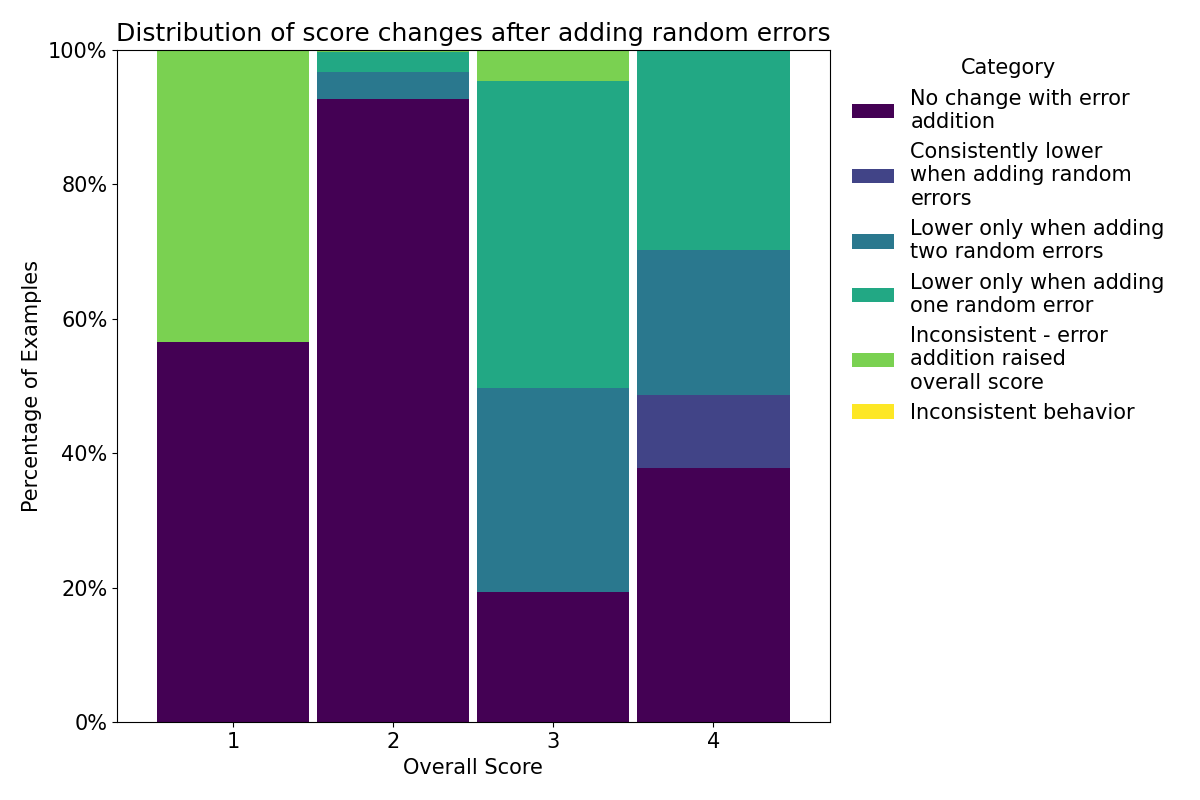 Distribution of score changes after adding random errors
100%
80%
60%
40%
20%
0%
Percentage of Examples
1
2
3
4
Overall Score
Category
No change with error
addition
Consistently lower
when adding random
errors
Lower only when adding
two random errors
Lower only when adding
one random error
Inconsistent - error
addition raised
overall score
Inconsistent behavior